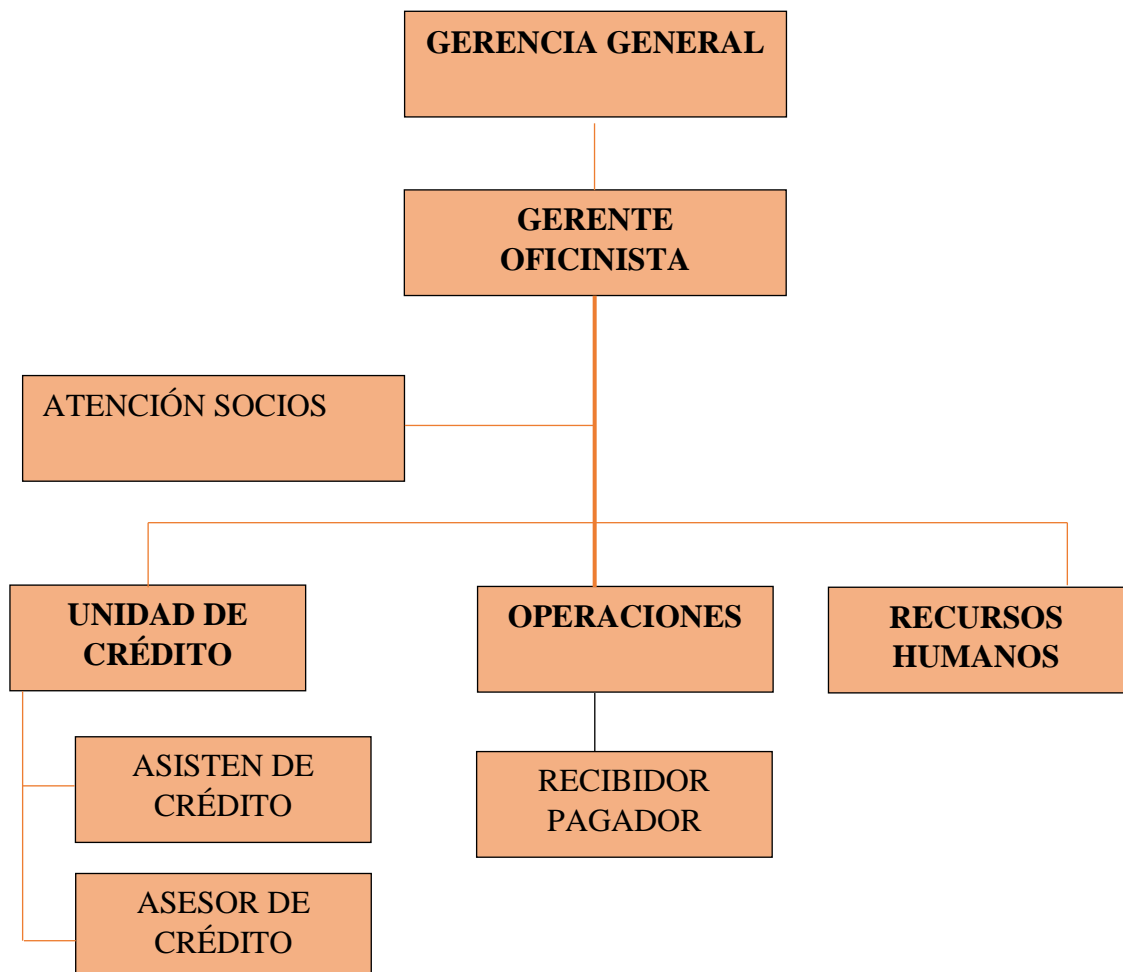 GERENCIA GENERAL
GERENTE
OFICINISTA
ATENCIÓN SOCIOS
UNIDAD DE
CRÉDITO
OPERACIONES
RECURSOS
HUMANOS
ASISTEN DE
CRÉDITO
RECIBIDOR
PAGADOR
ASESOR DE
CRÉDITO